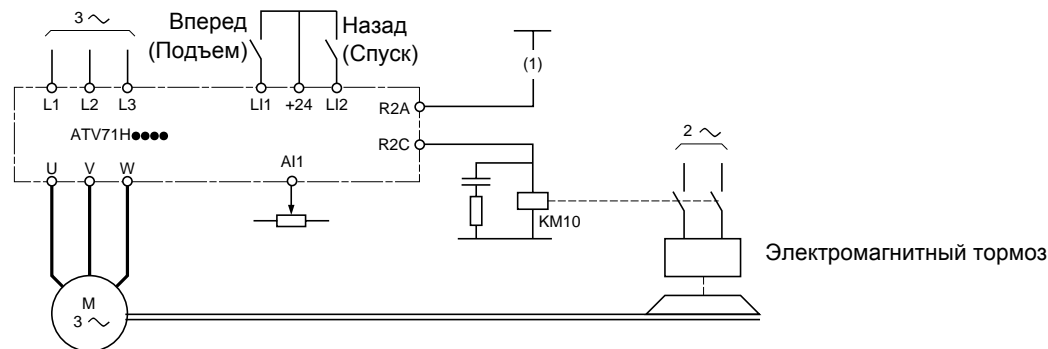 3 ~
Вперед
(Подъем)
Назад
(Спуск)
(1)
L1 L2 L3 LI1 +24 LI2
R2A
ATV71H●●●●
R2C
2 ~
U V W AI1
KM10
Электромагнитный тормоз
M
3 ~